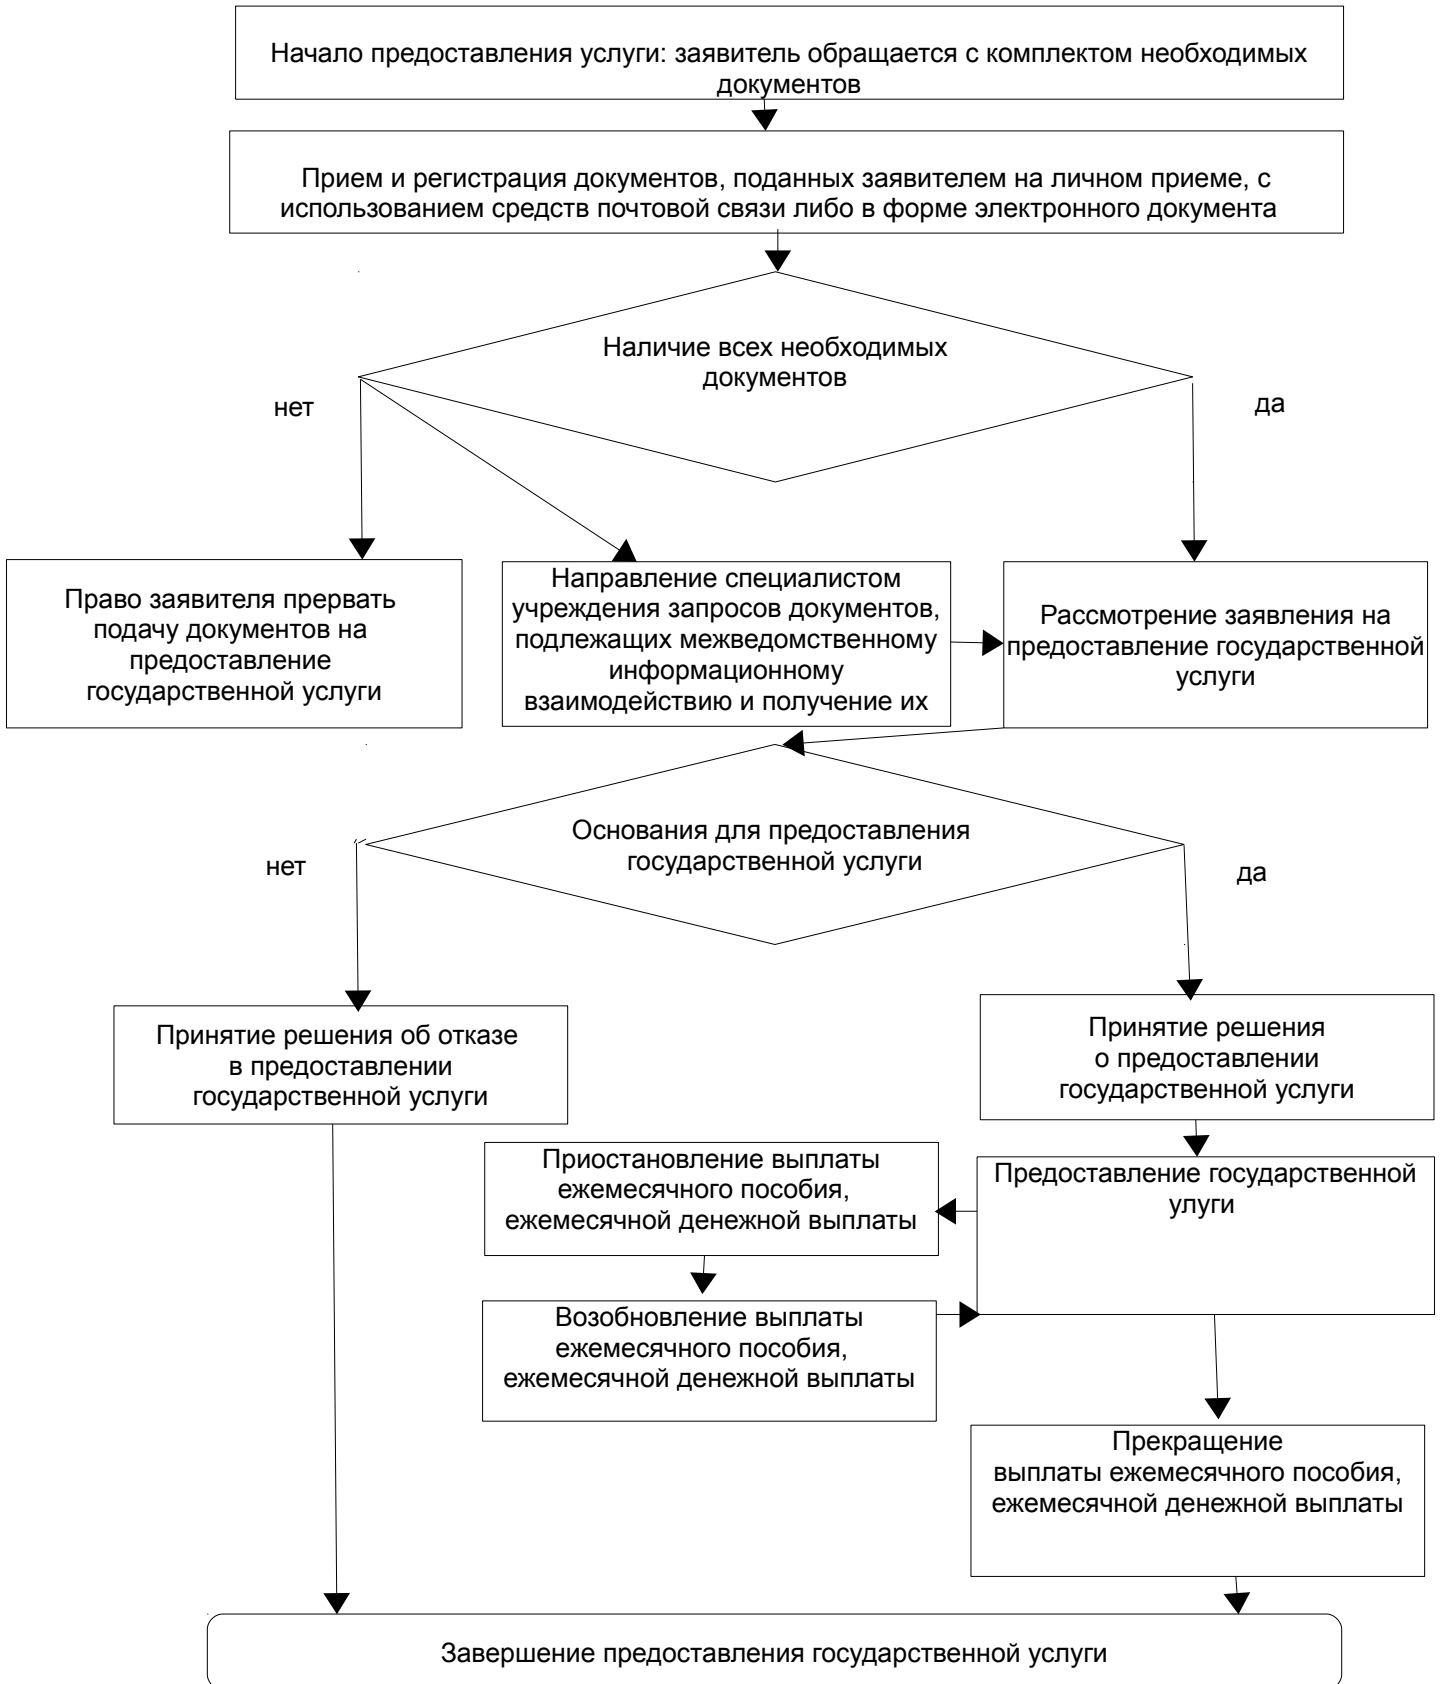 Начало предоставления услуги: заявитель обращается с комплектом необходимых
документов
Прием и регистрация документов, поданных заявителем на личном приеме, с
использованием средств почтовой связи либо в форме электронного документа
Наличие всех необходимых
документов
нет
да
Право заявителя прервать
подачу документов на
предоставление
государственной услуги
Направление специалистом
учреждения запросов документов,
подлежащих межведомственному
информационному
взаимодействию и получение их
Рассмотрение заявления на
предоставление государственной
услуги
Основания для предоставления
государственной услуги
нет
да
Принятие решения об отказе
в предоставлении
государственной услуги
Принятие решения
о предоставлении
государственной услуги
Приостановление выплаты
ежемесячного пособия,
ежемесячной денежной выплаты
Предоставление государственной
улуги
Возобновление выплаты
ежемесячного пособия,
ежемесячной денежной выплаты
Прекращение
выплаты ежемесячного пособия,
ежемесячной денежной выплаты
Завершение предоставления государственной услуги